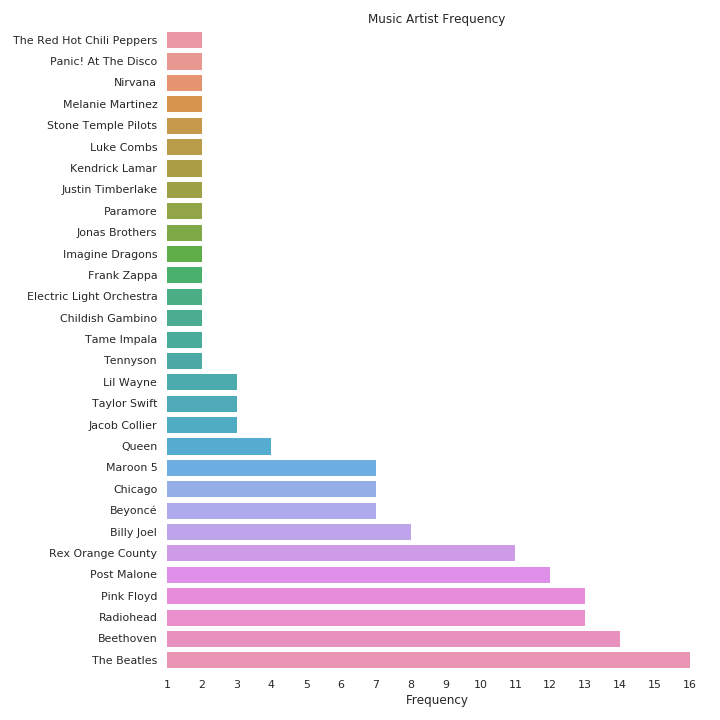 Music Artist Frequency
The Red Hot Chili Peppers
Panic! At The Disco
Nirvana
Melanie Martinez
Stone Temple Pilots
Luke Combs
Kendrick Lamar
Justin Timberlake
Paramore
Jonas Brothers
Imagine Dragons
Frank Zappa
Electric Light Orchestra
Childish Gambino
Tame Impala
Tennyson
Lil Wayne
Taylor Swift
Jacob Collier
Queen
Maroon 5
Chicago
Beyoncé
Billy Joel
Rex Orange County
Post Malone
Pink Floyd
Radiohead
Beethoven
The Beatles
1 2 3 4 5 6 7 8 9 10 11 12 13 14 15 16
Frequency